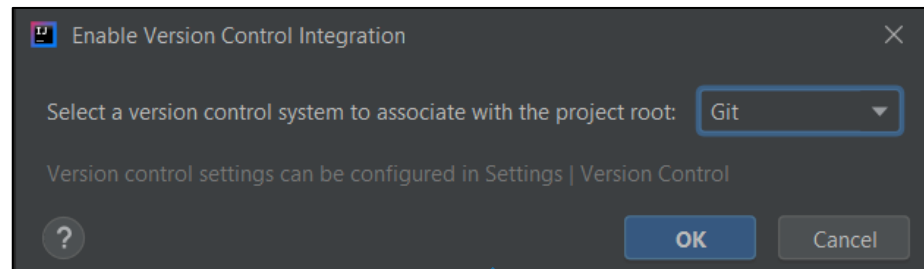 IJ
Enable Version Control Integration
Select a version control system to associate with the project root: Git
Version control settings can be configured in Settings | Version Control
? OK Cancel